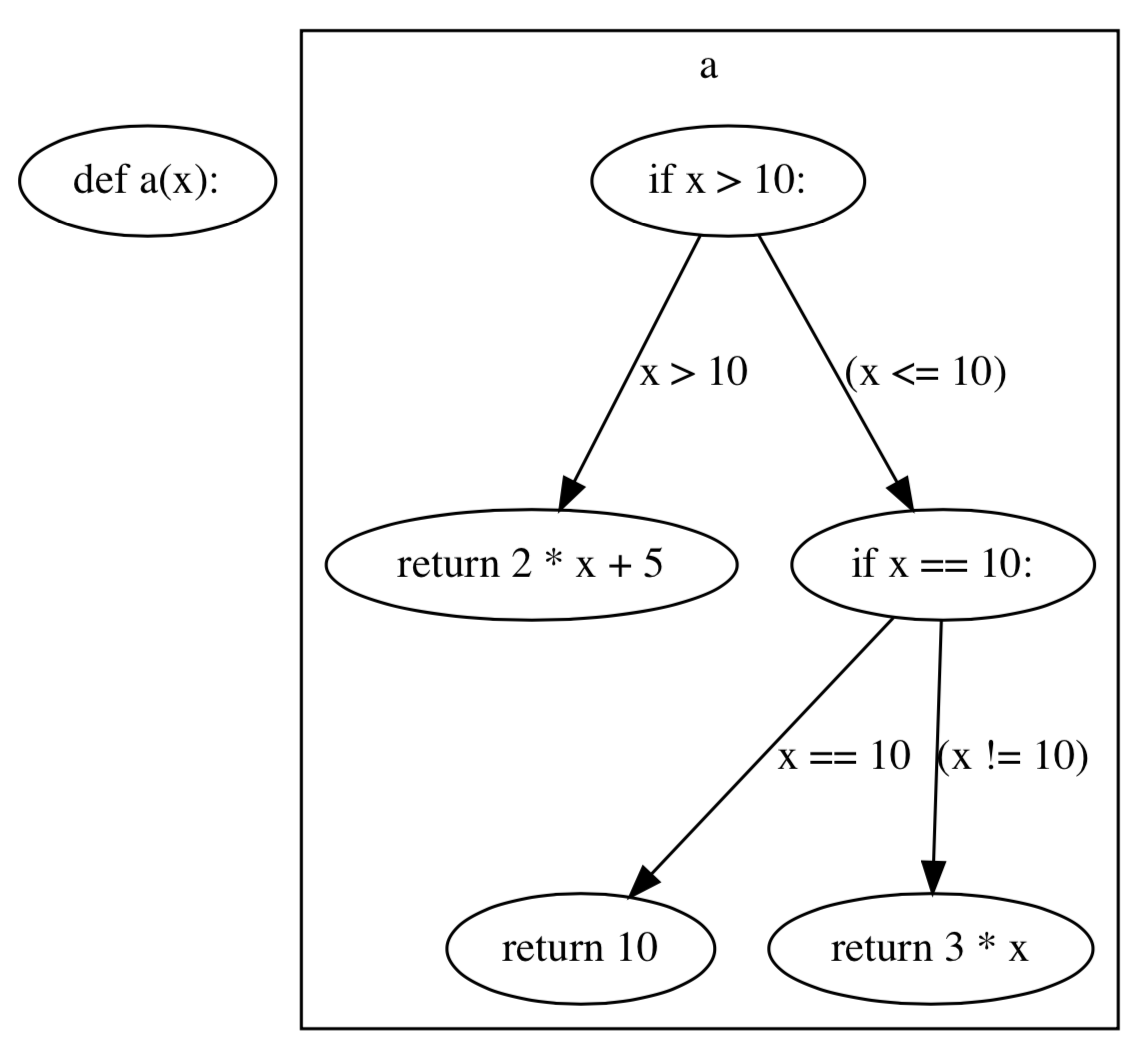 a
def a(x):
if x > 10:
x > 10
(x <= 10)
return 2 * x + 5
if x == 10:
x == 10
(x != 10)
return 10
return 3 * x